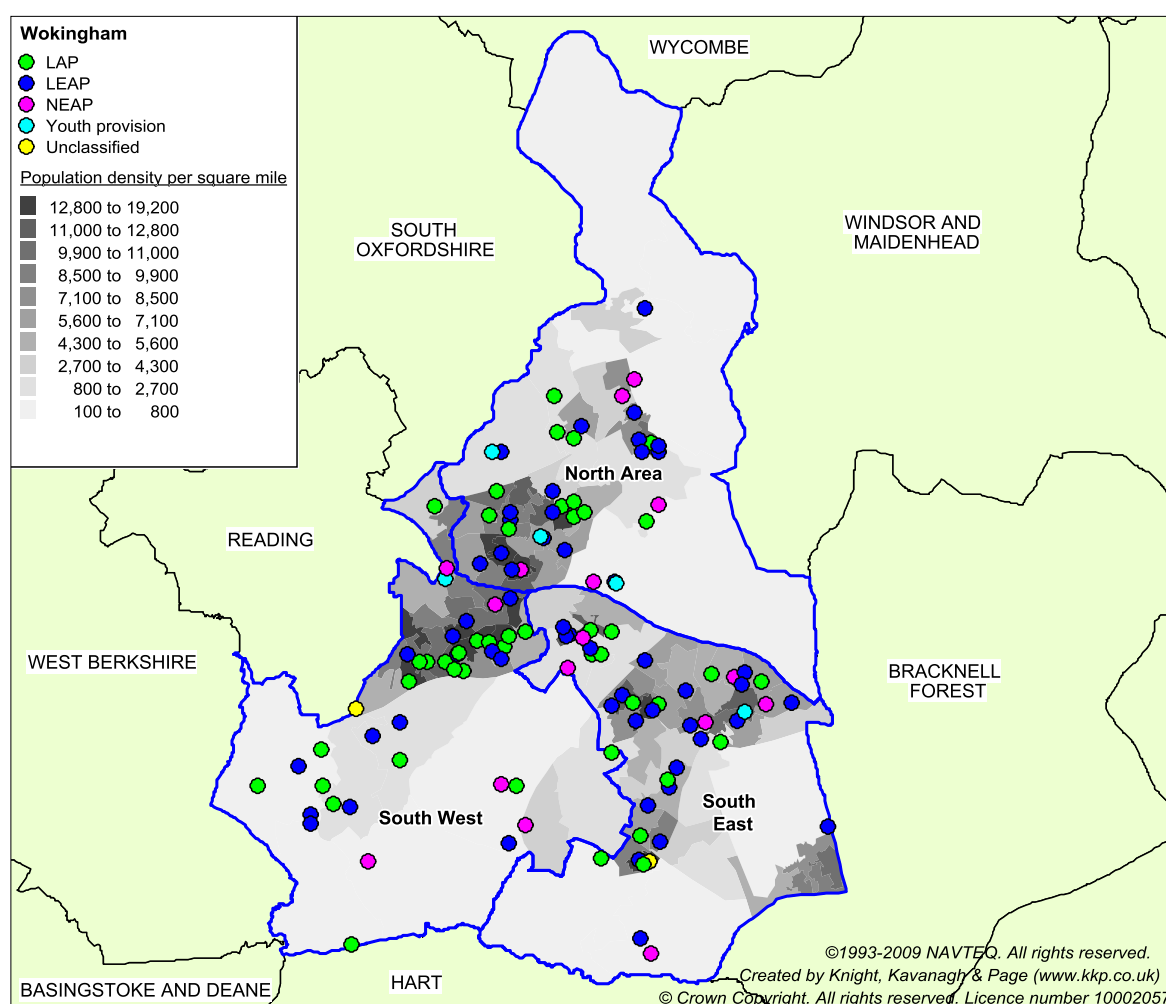 Wokingham
LAP
LEAP
NEAP
Youth provision
Unclassified
Population density per square mile
12,800 to 19,200
11,000 to 12,800
9,900 to 11,000
8,500 to 9,900
7,100 to 8,500
5,600 to 7,100
4,300 to 5,600
2,700 to 4,300
800 to 2,700
100 to 800
WYCOMBE
SOUTH
OXFORDSHIRE
WINDSOR AND
MAIDENHEAD
North Area
READING
WEST BERKSHIRE
BRACKNELL
FOREST
South West
South
East
HART
BASINGSTOKE AND DEANE
©1993-2009 NAVTEQ. All rights reserved.
Created by Knight, Kavanagh & Page (www.kkp.co.uk)
© Crown Copyright. All rights reserved. Licence number 10002057